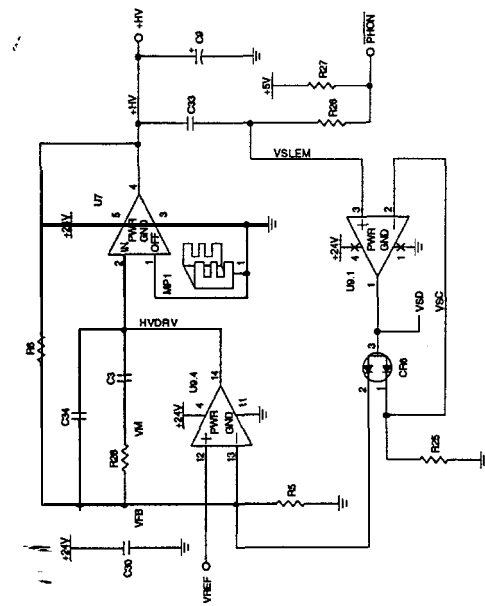 R6
+24V
C34
+24V
U7
+HV
+HV
C30
VFB
R28
VM
C3
2
IN
5
PWR
GND
OFF
4
3
1
C9
+
HVDRV
MP1
1
C33
+24V
U9.4
VREF
12
13
4
PWR
GND
14
11
+5V
R27
R5
VSLEM
R26
PHON
+24V
U9.1
3
2
4
PWR
GND
1
1
2
3
1
CR6
VSD
VSC
R25